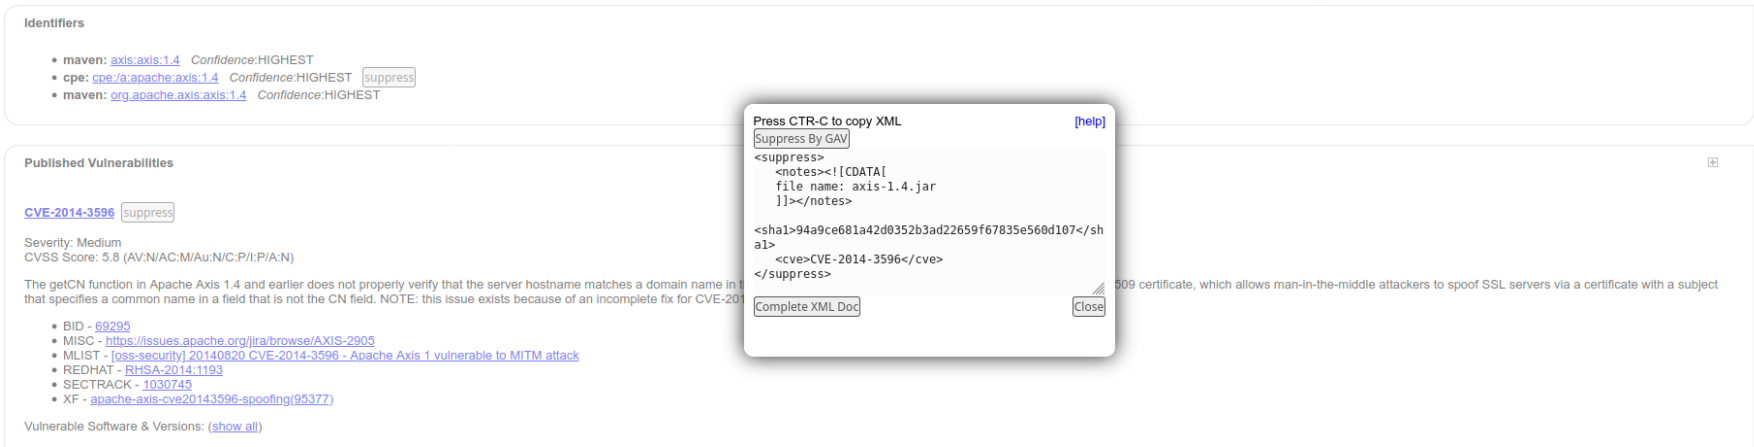 Identifiers
• maven: axis:axis:1.4 Confidence:HIGHEST
• cpe: cpe:/a:apache:axis:1.4 Confidence:HIGHEST suppress
• maven: org.apache.axis:axis:1.4 Confidence:HIGHEST
Press CTR-C to copy XML [help]
Suppress By GAV
<suppress>
<notes><![CDATA[
file name: axis-1.4.jar
]]></notes>
<sha1>94a9ce681a42d0352b3ad22659f67835e560d107</sh
a1>
<cve>CVE-2014-3596</cve>
</suppress>
Complete XML Doc Close
Published Vulnerabilities
CVE-2014-3596 suppress
Severity: Medium
CVSS Score: 5.8 (AV:N/AC:M/Au:N/C:P/I:P/A:N)
The getCN function in Apache Axis 1.4 and earlier does not properly verify that the server hostname matches a domain name in 509 certificate, which allows man-in-the-middle attackers to spoof SSL servers via a certificate with a subject
that specifies a common name in a field that is not the CN field. NOTE: this issue exists because of an incomplete fix for CVE-201
• BID - 69295
• MISC - https://issues.apache.org/jira/browse/AXIS-2905
• MLIST - [oss-security] 20140820 CVE-2014-3596 - Apache Axis 1 vulnerable to MITM attack
• REDHAT - RHSA-2014:1193
• SECTRACK - 1030745
• XF - apache-axis-cve20143596-spoofing(95377)
Vulnerable Software & Versions: (show all)